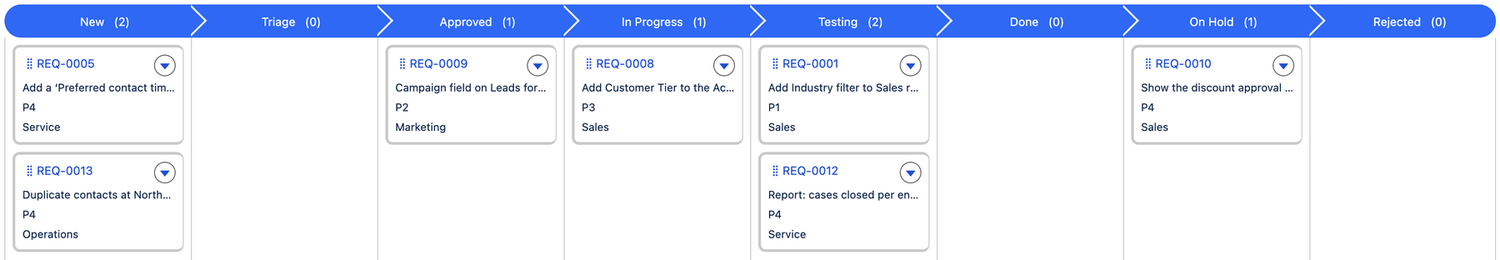 New (2)
Triage (0)
Approved (1)
In Progress (1)
Testing (2)
Done (0)
On Hold (1)
Rejected (0)
REQ-0005
Add a ‘Preferred contact tim...
P4
Service
REQ-0013
Duplicate contacts at North...
P4
Operations
REQ-0009
Campaign field on Leads for...
P2
Marketing
REQ-0008
Add Customer Tier to the Ac...
P3
Sales
REQ-0001
Add Industry filter to Sales r...
P1
Sales
REQ-0012
Report: cases closed per en...
P4
Service
REQ-0010
Show the discount approval ...
P4
Sales